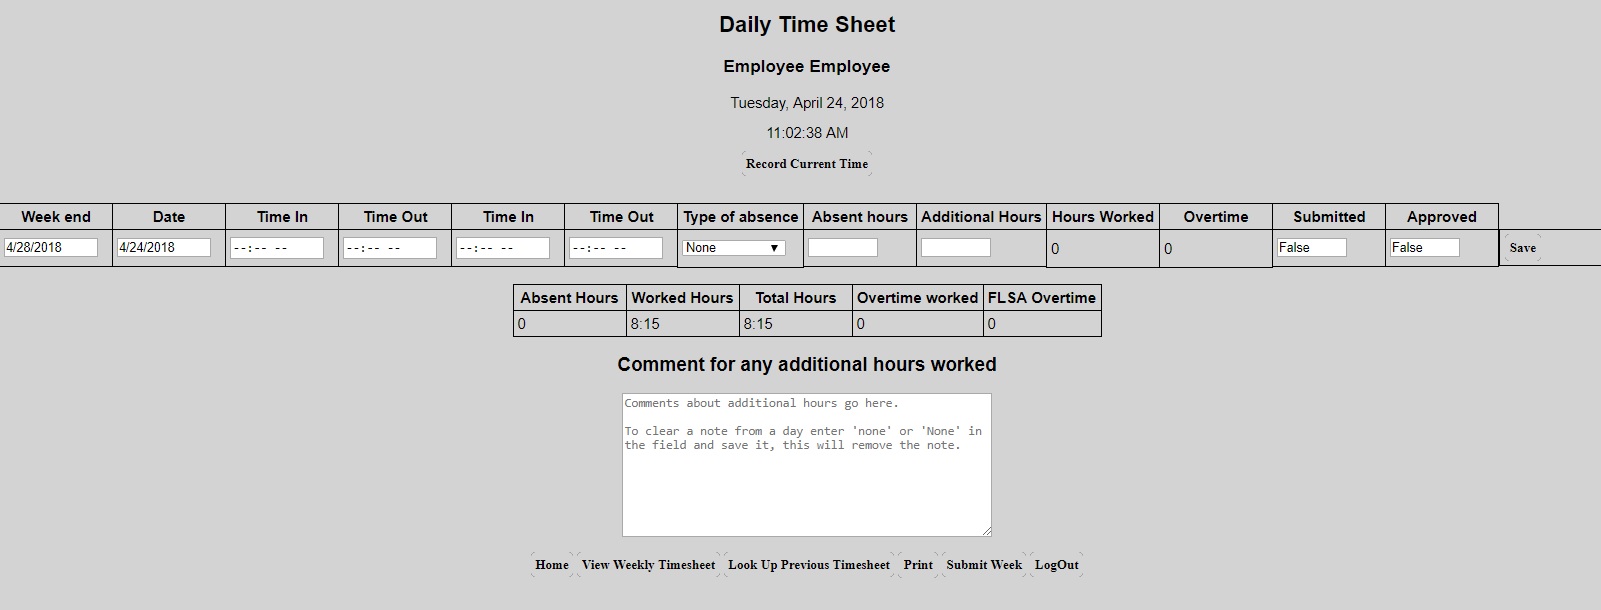 Daily Time Sheet
Employee Employee
Tuesday, April 24, 2018
11:02:38 AM
Record Current Time
Week end Date Time In Time Out Time In Time Out Type of absence Absent hours Additional Hours Hours Worked Overtime Submitted Approved
4/28/2018 4/24/2018 --:-- -- --:-- -- --:-- -- --:-- -- None 0 0 False False Save
Absent Hours Worked Hours Total Hours Overtime worked FLSA Overtime
0 8:15 8:15 0 0
Comment for any additional hours worked
Comments about additional hours go here.
To clear a note from a day enter 'none' or 'None' in
the field and save it, this will remove the note.
Home View Weekly Timesheet Look Up Previous Timesheet Print Submit Week LogOut